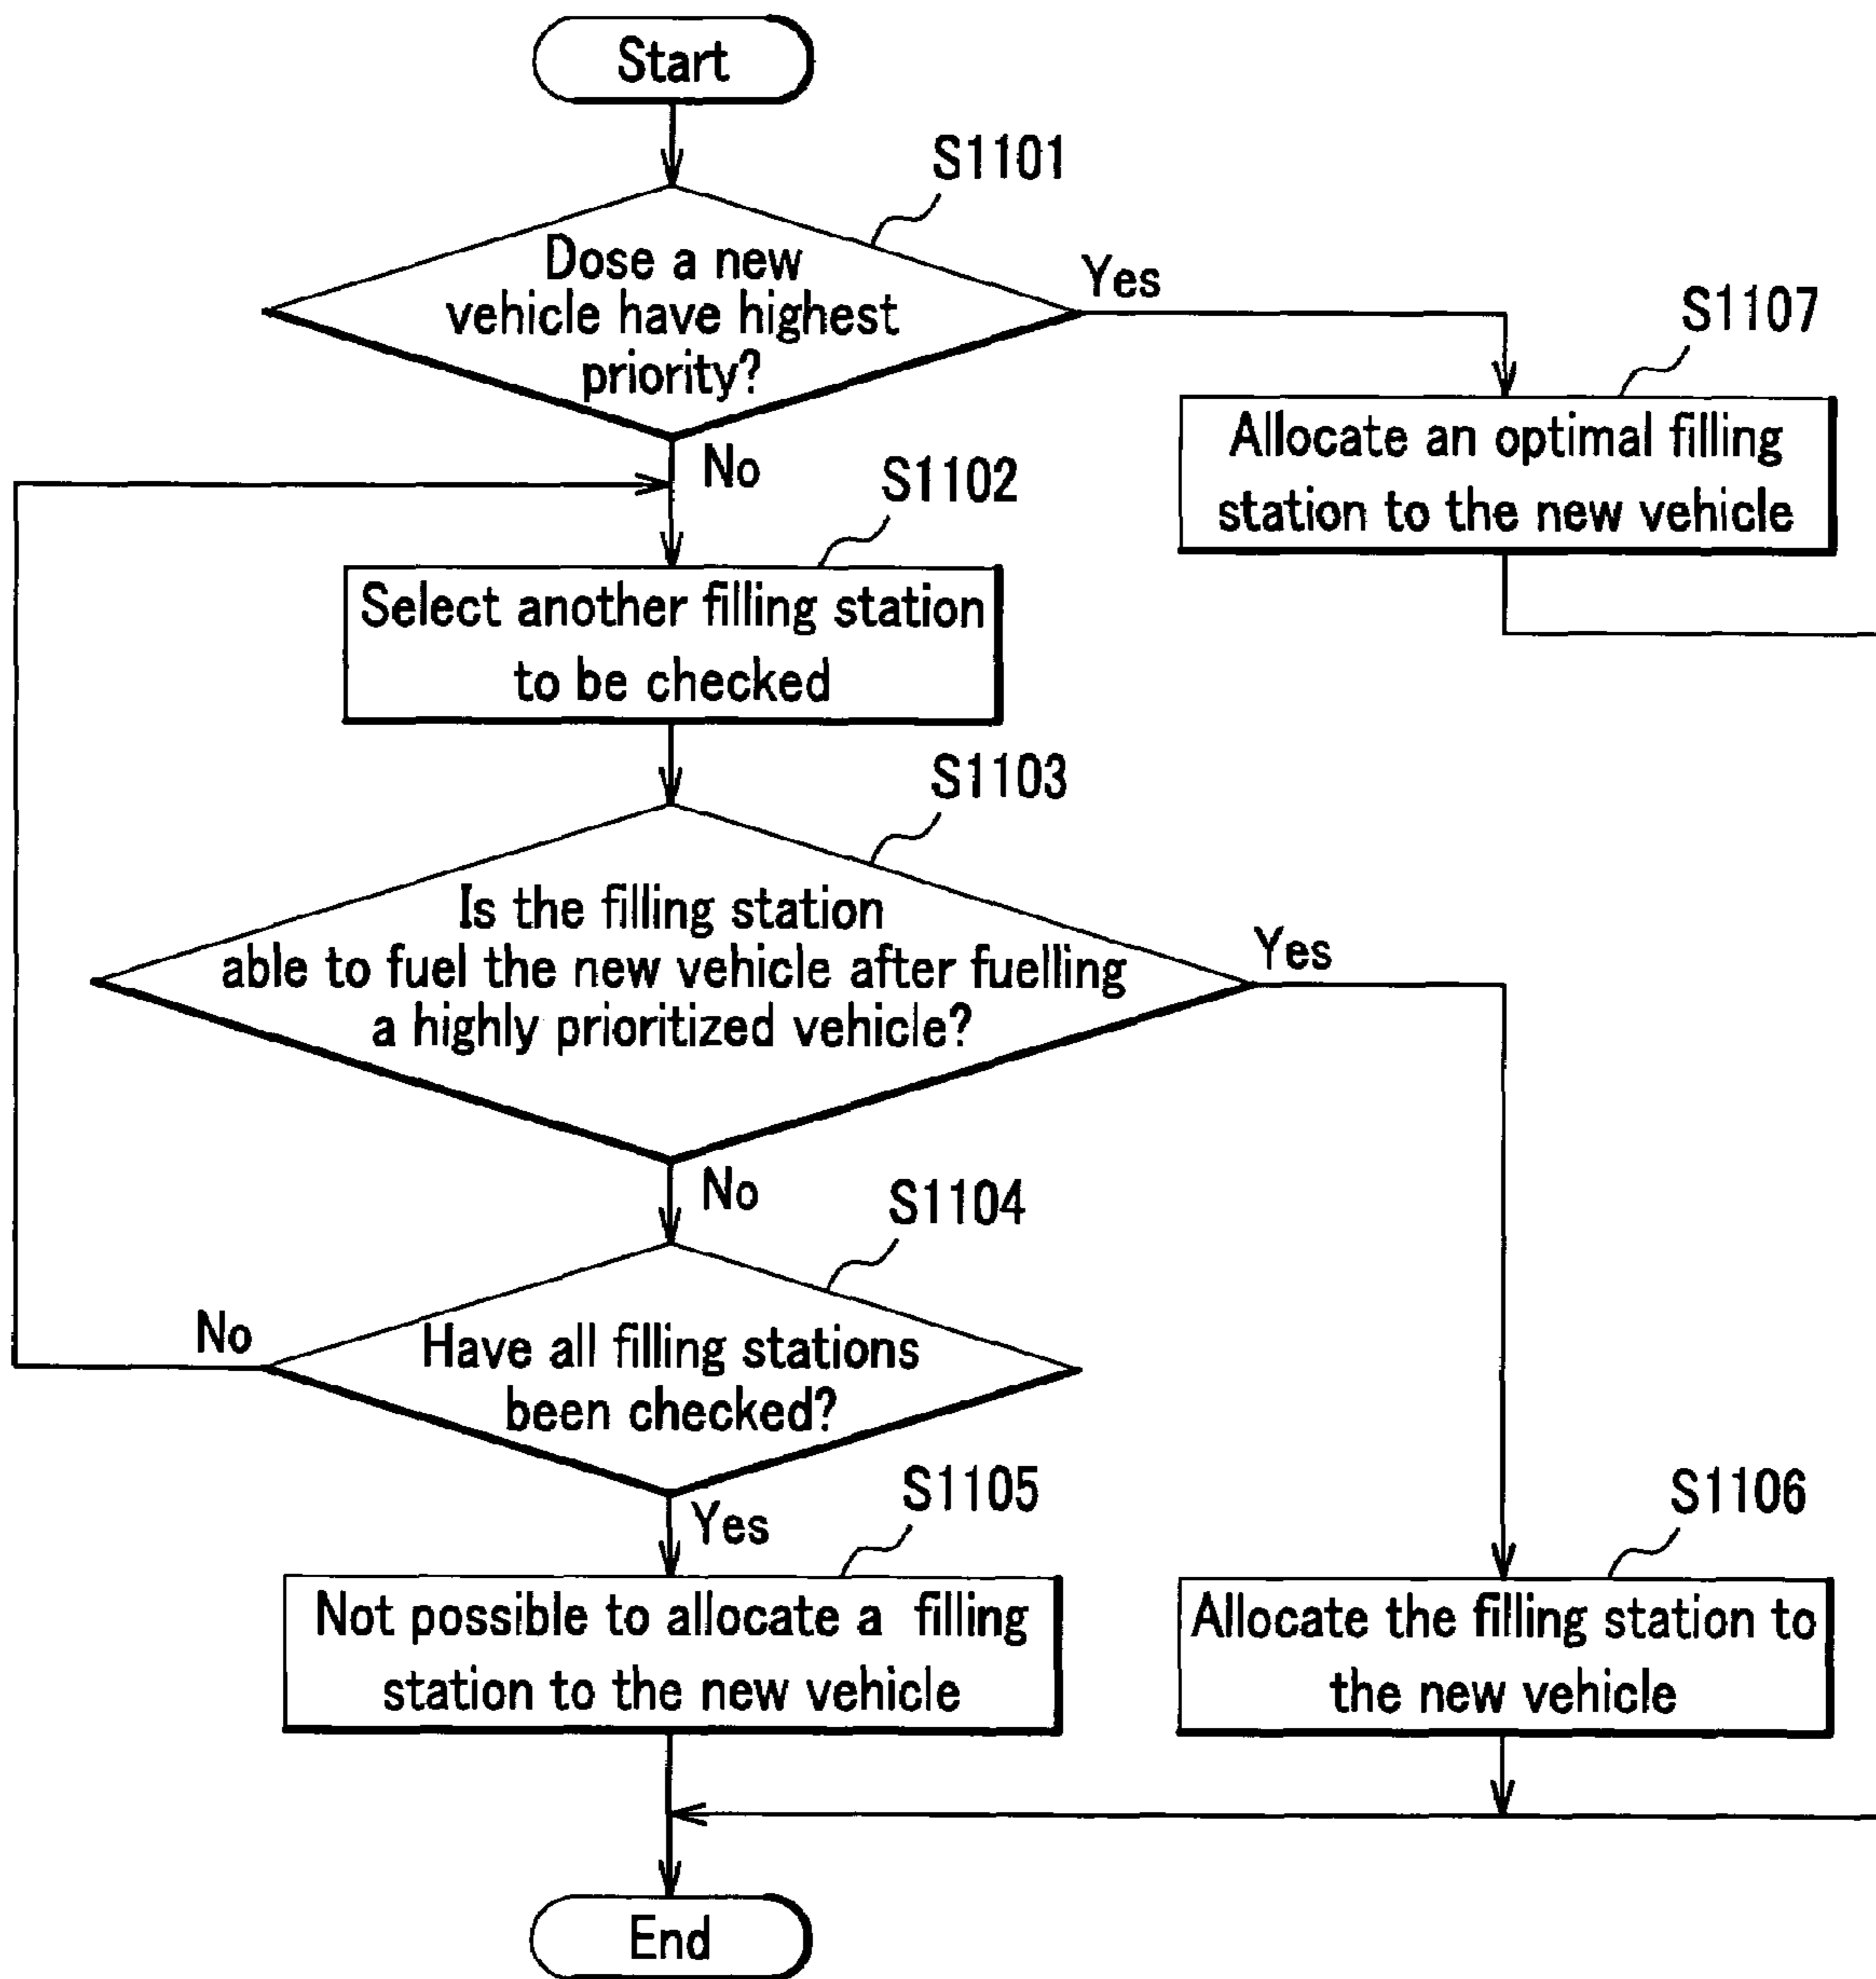 Start
S1101
Dose a new
vehicle have highest
priority?
Yes
S1107
Allocate an optimal filling
station to the new vehicle
No
S1102
Select another filling station
to be checked
S1103
Is the filling station
able to fuel the new vehicle after fuelling
a highly prioritized vehicle?
Yes
No
S1104
No
Have all filling stations
been checked?
Yes
S1105
Not possible to allocate a filling
station to the new vehicle
S1106
Allocate the filling station to
the new vehicle
End